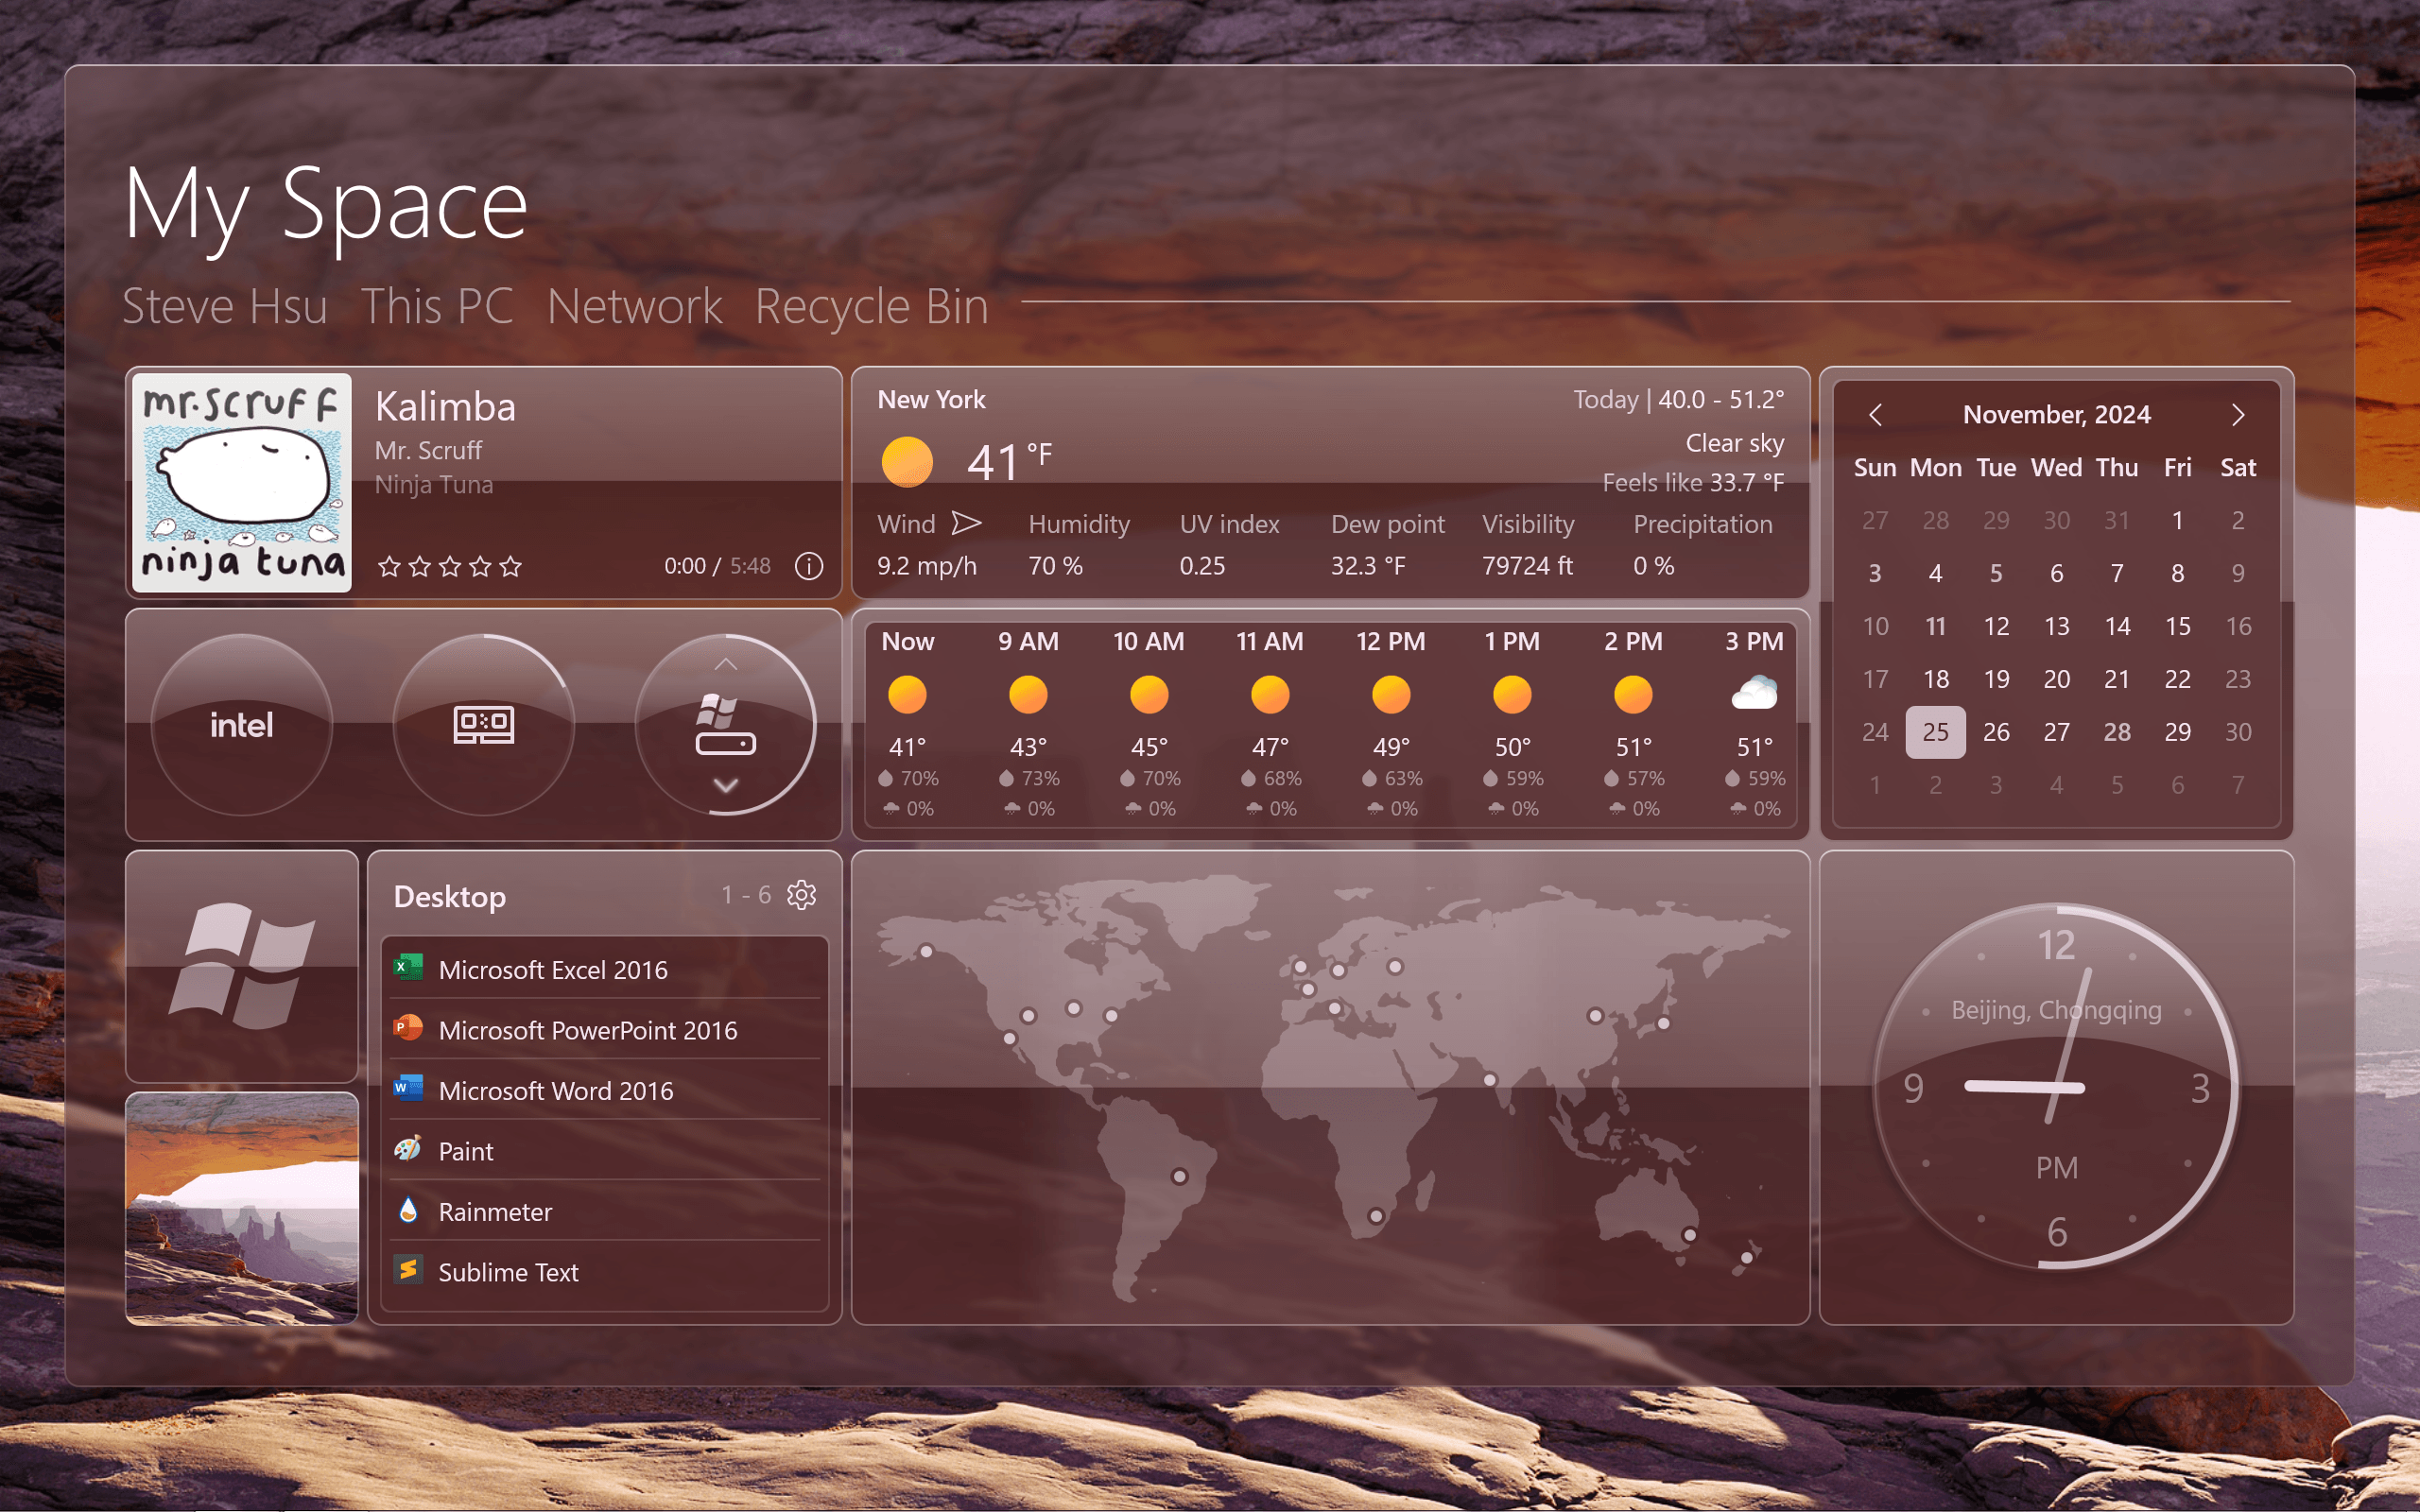 My Space
Steve Hsu This PC Network Recycle Bin
mr.scruff
ninja tuna
Kalimba
Mr. Scruff
Ninja Tuna
0:00 / 5:48
New York
Today | 40.0 - 51.2°
41 °F
Clear sky
Feels like 33.7 °F
Wind Humidity UV index Dew point Visibility Precipitation
9.2 mp/h 70 % 0.25 32.3 °F 79724 ft 0 %
November, 2024
Sun Mon Tue Wed Thu Fri Sat
27 28 29 30 31 1 2
3 4 5 6 7 8 9
10 11 12 13 14 15 16
17 18 19 20 21 22 23
24 25 26 27 28 29 30
1 2 3 4 5 6 7
intel
Now 9 AM 10 AM 11 AM 12 PM 1 PM 2 PM 3 PM
41° 43° 45° 47° 49° 50° 51° 51°
70% 73% 70% 68% 63% 59% 57% 59%
0% 0% 0% 0% 0% 0% 0% 0%
Desktop
1 - 6
X Microsoft Excel 2016
P Microsoft PowerPoint 2016
W Microsoft Word 2016
Paint
Rainmeter
Sublime Text
12
Beijing, Chongqing
9 3
PM
6